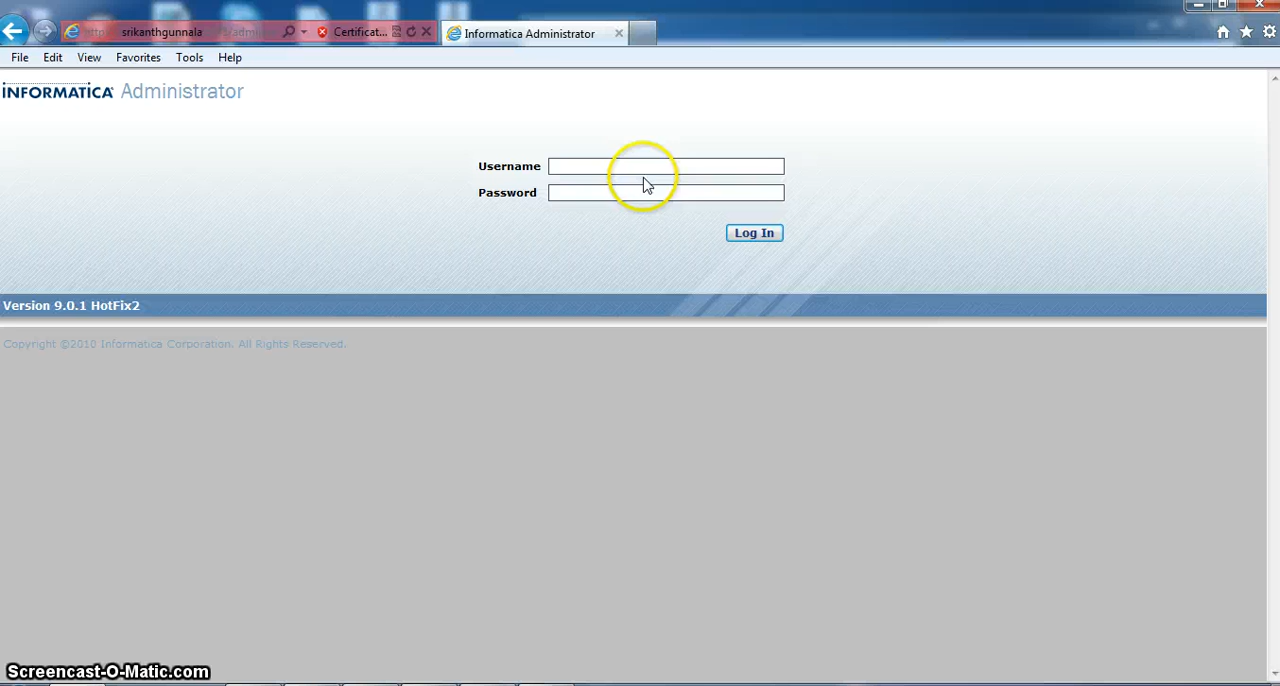 srikanthgunnala
Certificat...
Informatica Administrator
File Edit View Favorites Tools Help
INFORMATICA Administrator
Username
Password
Log In
Version 9.0.1 HotFix2
Copyright ©2010 Informatica Corporation. All Rights Reserved.
Screencast-O-Matic.com